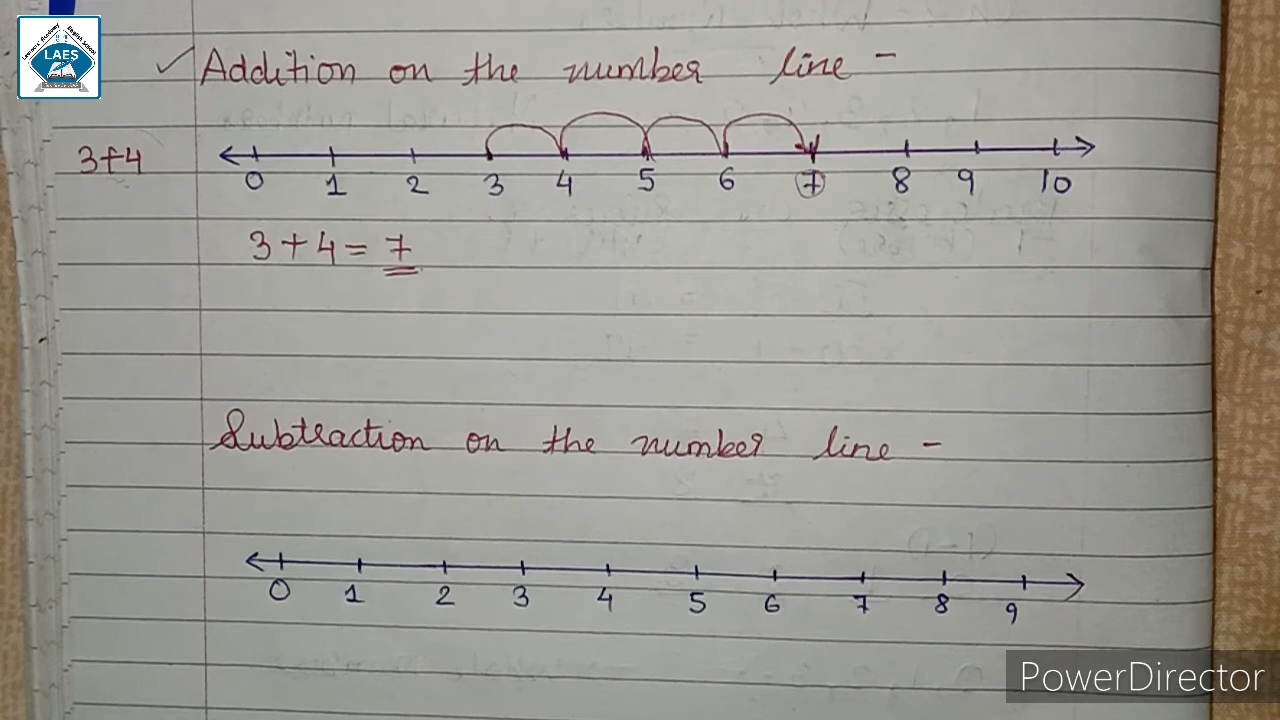 LAES
Addition on the number line -
3+4
0 1 2 3 4 5 6 7 8 9 10
3+4=7
Subtraction on the number line -
0 1 2 3 4 5 6 7 8 9
PowerDirector